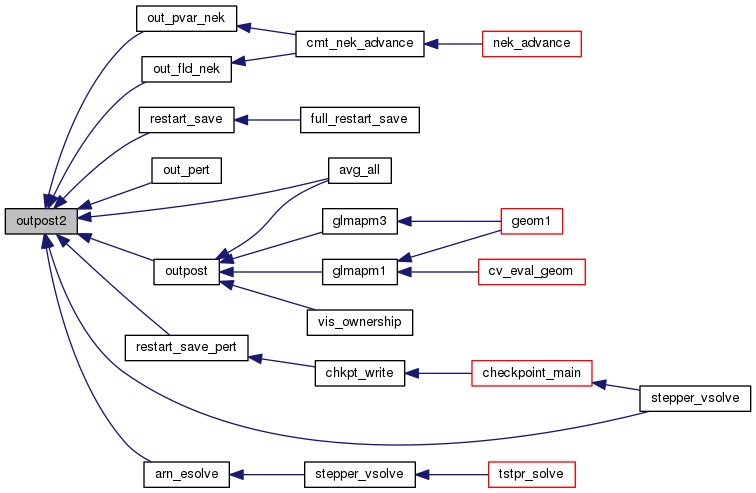 out_pvar_nek
cmt_nek_advance
nek_advance
out_fld_nek
restart_save
full_restart_save
out_pert
avg_all
outpost2
glmapm3
geom1
outpost
glmapm1
cv_eval_geom
vis_ownership
restart_save_pert
chkpt_write
checkpoint_main
stepper_vsolve
arn_esolve
stepper_vsolve
tstpr_solve